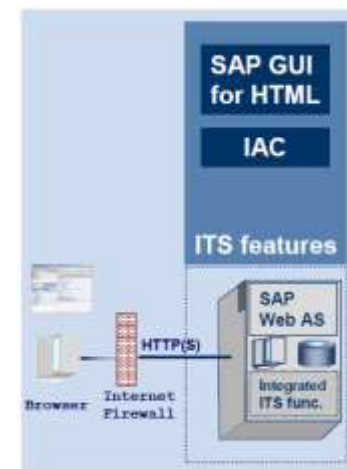 SAP GUI
for HTML
IAC
ITS features
SAP
Web AS
HTTP(S)
Integrated
ITS func.
Browser
Internet
Firewall